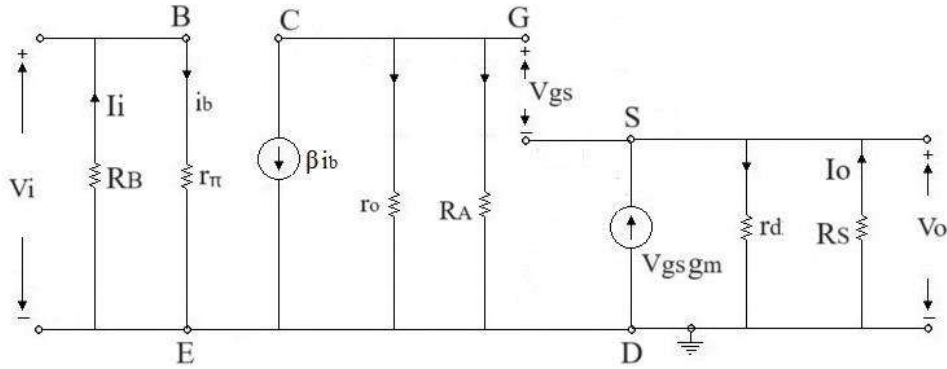 B
C
G
+
+
Ii
ib
Vgs
−
S
+
Vi
RB
rπ
βib
ro
RA
Vgsgm
rd
Io
RS
Vo
−
−
E
D